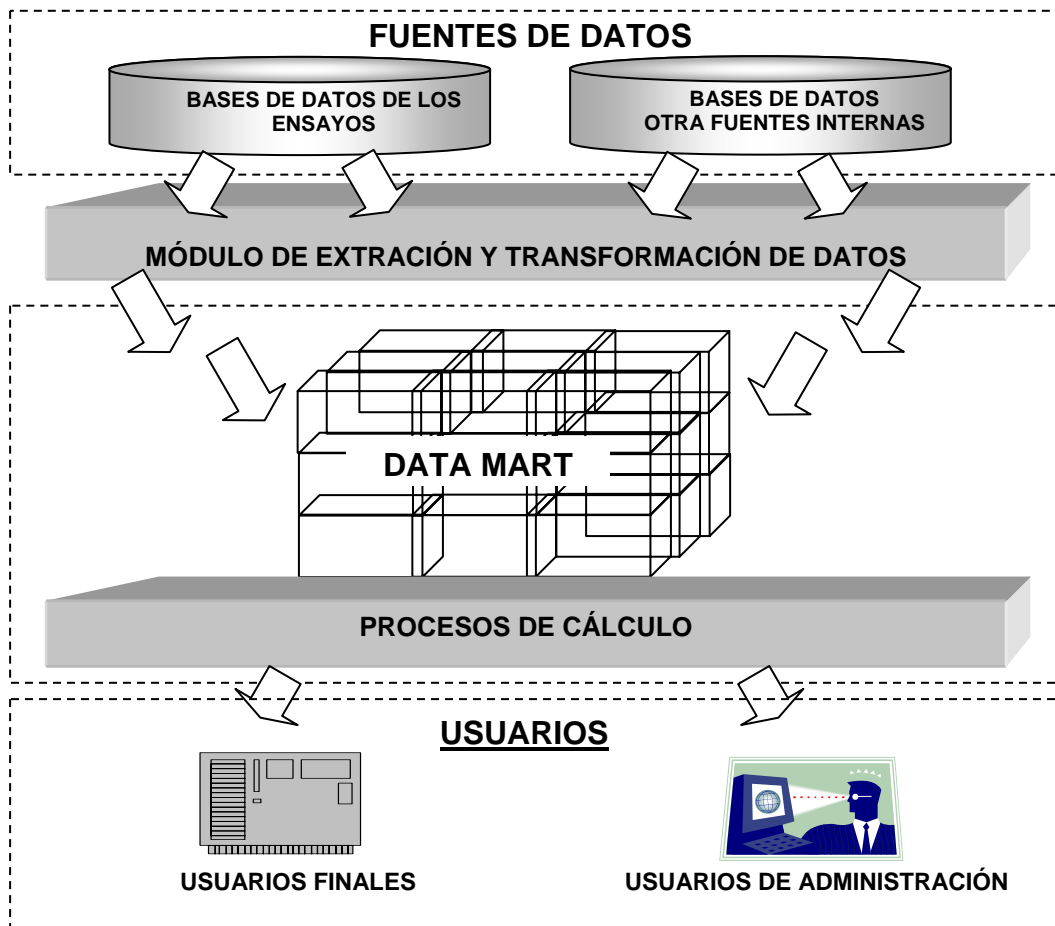 FUENTES DE DATOS
BASES DE DATOS DE LOS
ENSAYOS
BASES DE DATOS
OTRA FUENTES INTERNAS
MÓDULO DE EXTRACIÓN Y TRANSFORMACIÓN DE DATOS
DATA MART
PROCESOS DE CÁLCULO
USUARIOS
USUARIOS FINALES
USUARIOS DE ADMINISTRACIÓN